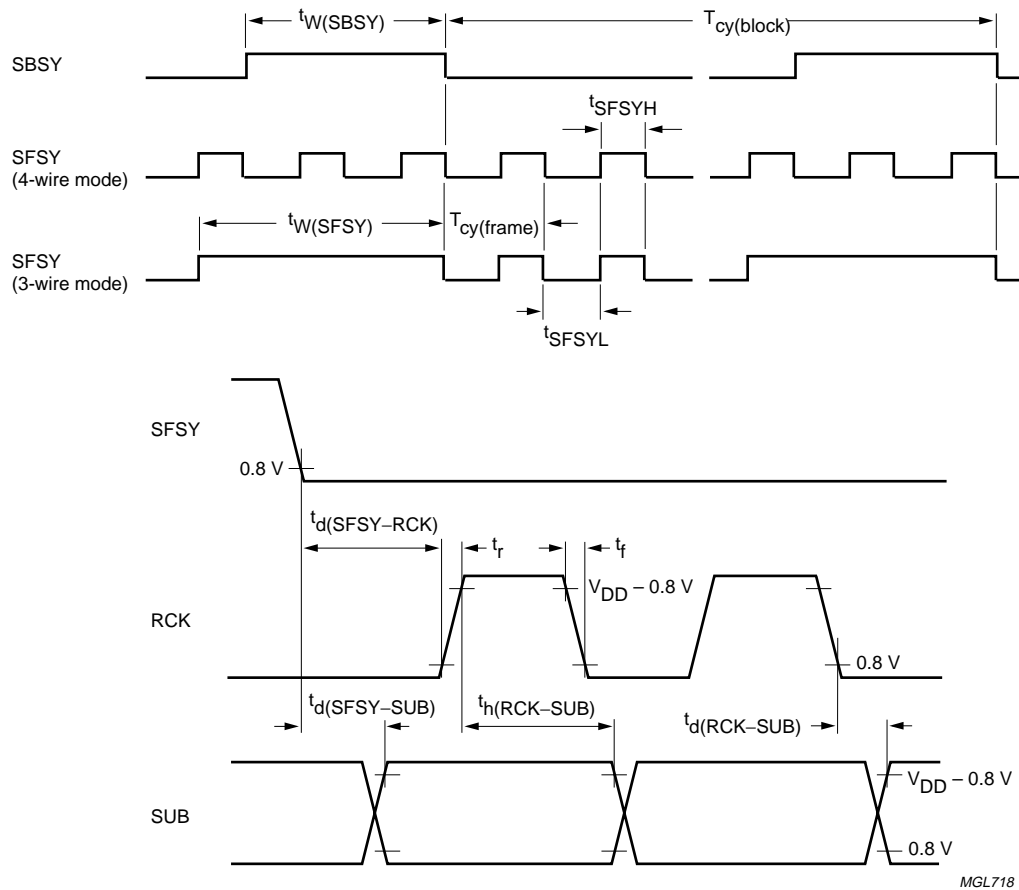 tW(SBSY)
Tcy(block)
SBSY
tSFSYH
SFSY
(4-wire mode)
tW(SFSY)
Tcy(frame)
SFSY
(3-wire mode)
tSFSYL
SFSY
0.8 V
td(SFSY–RCK)
tr
tf
VDD – 0.8 V
RCK
0.8 V
td(SFSY–SUB)
th(RCK–SUB)
td(RCK–SUB)
VDD – 0.8 V
SUB
0.8 V
MGL718